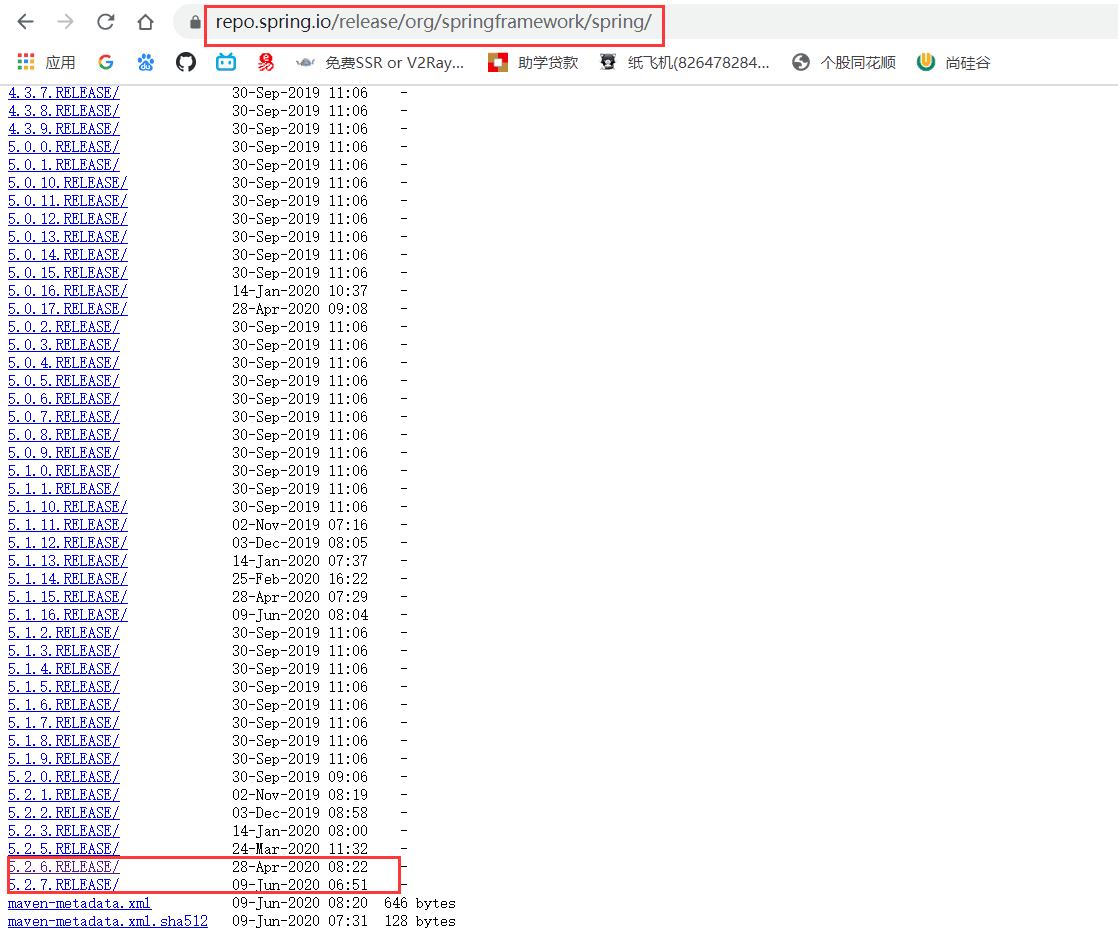 repo.spring.io/release/org/springframework/spring/
应用 免费SSR or V2Ray... 助学贷款 纸飞机(826478284... 个股同花顺 尚硅谷
4.3.7.RELEASE/ 30-Sep-2019 11:06 -
4.3.8.RELEASE/ 30-Sep-2019 11:06 -
4.3.9.RELEASE/ 30-Sep-2019 11:06 -
5.0.0.RELEASE/ 30-Sep-2019 11:06 -
5.0.1.RELEASE/ 30-Sep-2019 11:06 -
5.0.10.RELEASE/ 30-Sep-2019 11:06 -
5.0.11.RELEASE/ 30-Sep-2019 11:06 -
5.0.12.RELEASE/ 30-Sep-2019 11:06 -
5.0.13.RELEASE/ 30-Sep-2019 11:06 -
5.0.14.RELEASE/ 30-Sep-2019 11:06 -
5.0.15.RELEASE/ 30-Sep-2019 11:06 -
5.0.16.RELEASE/ 14-Jan-2020 10:37 -
5.0.17.RELEASE/ 28-Apr-2020 09:08 -
5.0.2.RELEASE/ 30-Sep-2019 11:06 -
5.0.3.RELEASE/ 30-Sep-2019 11:06 -
5.0.4.RELEASE/ 30-Sep-2019 11:06 -
5.0.5.RELEASE/ 30-Sep-2019 11:06 -
5.0.6.RELEASE/ 30-Sep-2019 11:06 -
5.0.7.RELEASE/ 30-Sep-2019 11:06 -
5.0.8.RELEASE/ 30-Sep-2019 11:06 -
5.0.9.RELEASE/ 30-Sep-2019 11:06 -
5.1.0.RELEASE/ 30-Sep-2019 11:06 -
5.1.1.RELEASE/ 30-Sep-2019 11:06 -
5.1.10.RELEASE/ 30-Sep-2019 11:06 -
5.1.11.RELEASE/ 02-Nov-2019 07:16 -
5.1.12.RELEASE/ 03-Dec-2019 08:05 -
5.1.13.RELEASE/ 14-Jan-2020 07:37 -
5.1.14.RELEASE/ 25-Feb-2020 16:22 -
5.1.15.RELEASE/ 28-Apr-2020 07:29 -
5.1.16.RELEASE/ 09-Jun-2020 08:04 -
5.1.2.RELEASE/ 30-Sep-2019 11:06 -
5.1.3.RELEASE/ 30-Sep-2019 11:06 -
5.1.4.RELEASE/ 30-Sep-2019 11:06 -
5.1.5.RELEASE/ 30-Sep-2019 11:06 -
5.1.6.RELEASE/ 30-Sep-2019 11:06 -
5.1.7.RELEASE/ 30-Sep-2019 11:06 -
5.1.8.RELEASE/ 30-Sep-2019 11:06 -
5.1.9.RELEASE/ 30-Sep-2019 11:06 -
5.2.0.RELEASE/ 30-Sep-2019 09:06 -
5.2.1.RELEASE/ 02-Nov-2019 08:19 -
5.2.2.RELEASE/ 03-Dec-2019 08:58 -
5.2.3.RELEASE/ 14-Jan-2020 08:00 -
5.2.5.RELEASE/ 24-Mar-2020 11:32 -
5.2.6.RELEASE/ 28-Apr-2020 08:22 -
5.2.7.RELEASE/ 09-Jun-2020 06:51 -
maven-metadata.xml 09-Jun-2020 08:20 646 bytes
maven-metadata.xml.sha512 09-Jun-2020 07:31 128 bytes